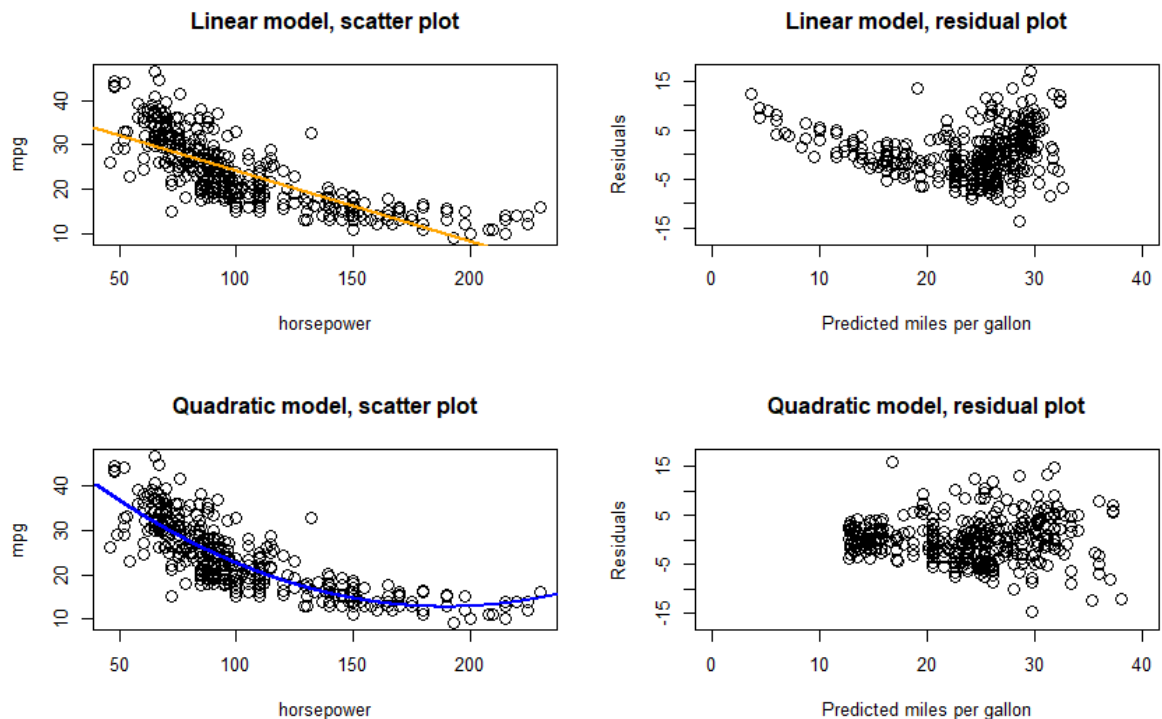 Linear model, scatter plot
mpg
40
30
20
10
50 100 150 200
horsepower
Linear model, residual plot
Residuals
15
5
-5
-15
0 10 20 30 40
Predicted miles per gallon
Quadratic model, scatter plot
mpg
40
30
20
10
50 100 150 200
horsepower
Quadratic model, residual plot
Residuals
15
5
-5
-15
0 10 20 30 40
Predicted miles per gallon